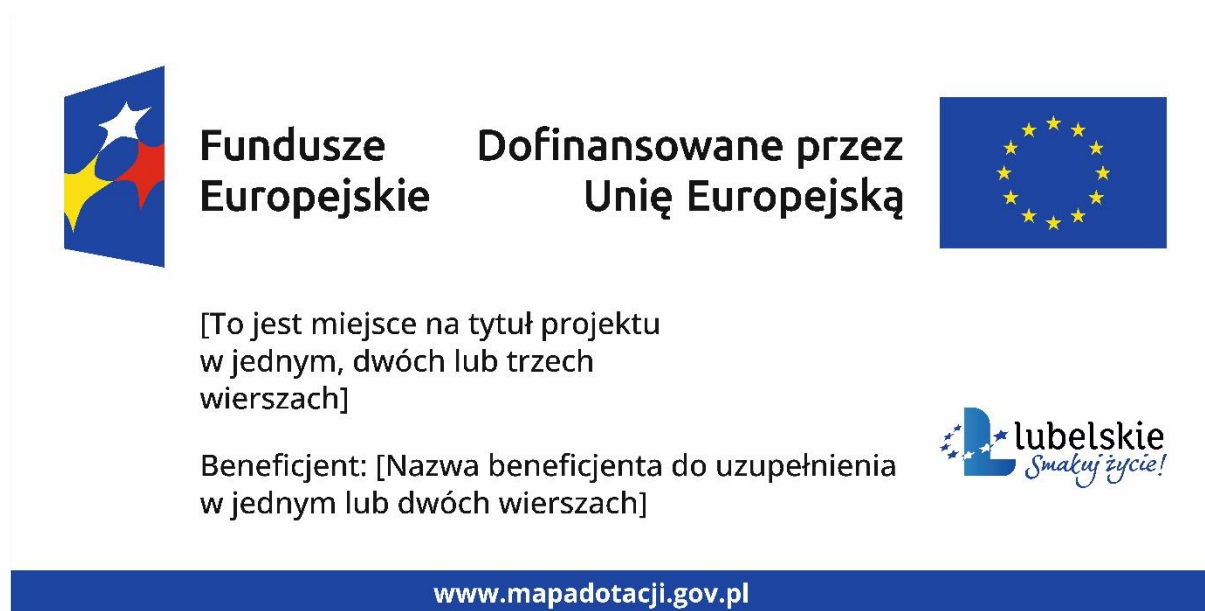 Fundusze
Europejskie
Dofinansowane przez
Unię Europejską
[To jest miejsce na tytuł projektu
w jednym, dwóch lub trzech
wierszach]
Beneficjent: [Nazwa beneficjenta do uzupełnienia
w jednym lub dwóch wierszach]
lubelskie
Smakuj życie!
www.mapadotacji.gov.pl